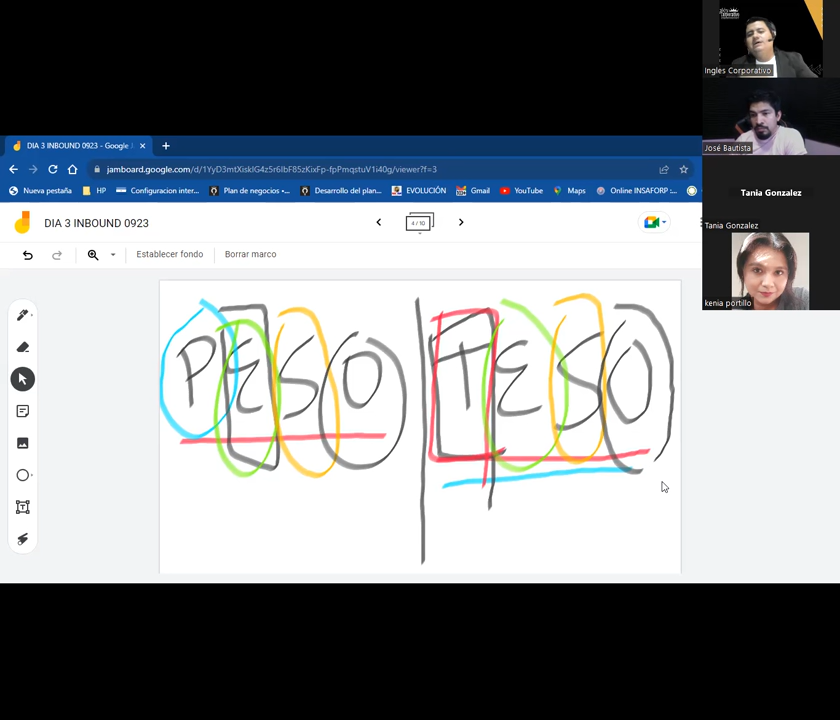 Ingles Corporativo
José Bautista
Tania Gonzalez
Tania Gonzalez
kenia portillo
DIA 3 INBOUND 0923 - Google
jamboard.google.com/d/1YyD3mtXiskIG4z5r6IbF85zKixFp-fpPmqstuV1i40g/viewer?f=3
Nueva pestaña HP Configuracion inter... Plan de negocios •... Desarrollo del plan... EVOLUCIÓN Gmail YouTube Maps Online INSAFORP | ca...
DIA 3 INBOUND 0923
4 / 10
Establecer fondo Borrar marco
PESO TESO